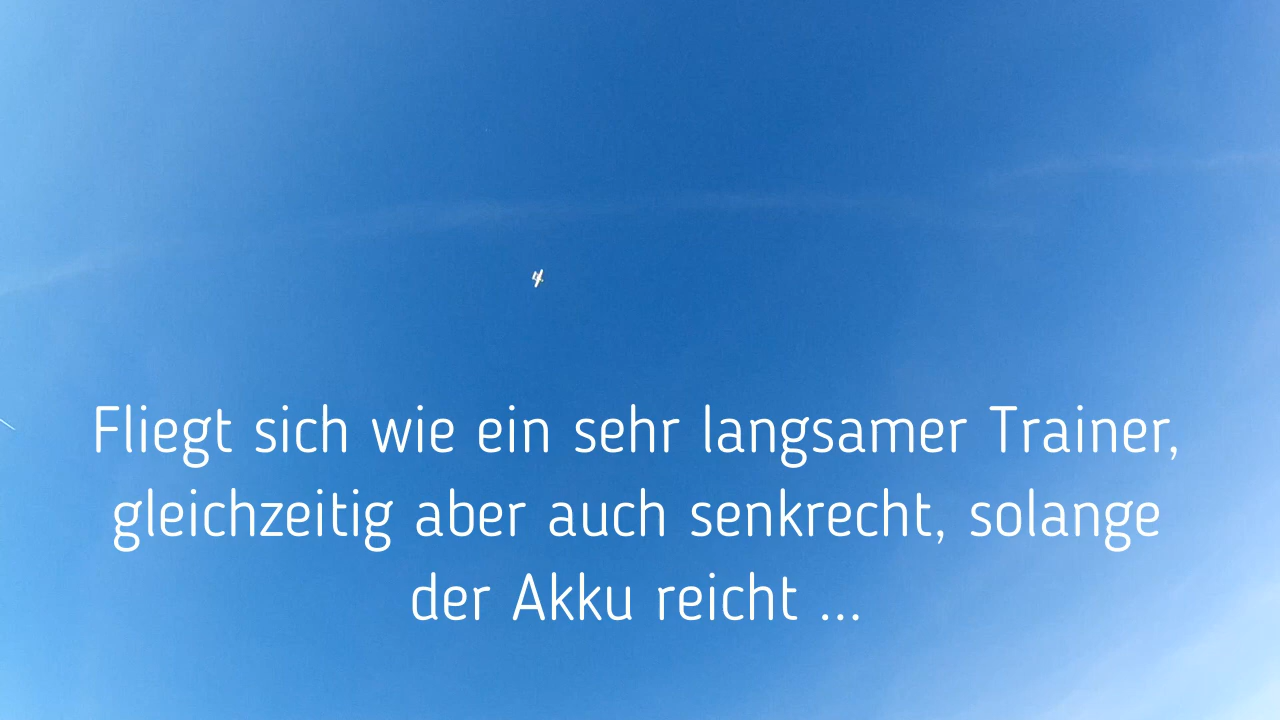 Fliegt sich wie ein sehr langsamer Trainer,
gleichzeitig aber auch senkrecht, solange
der Akku reicht ...